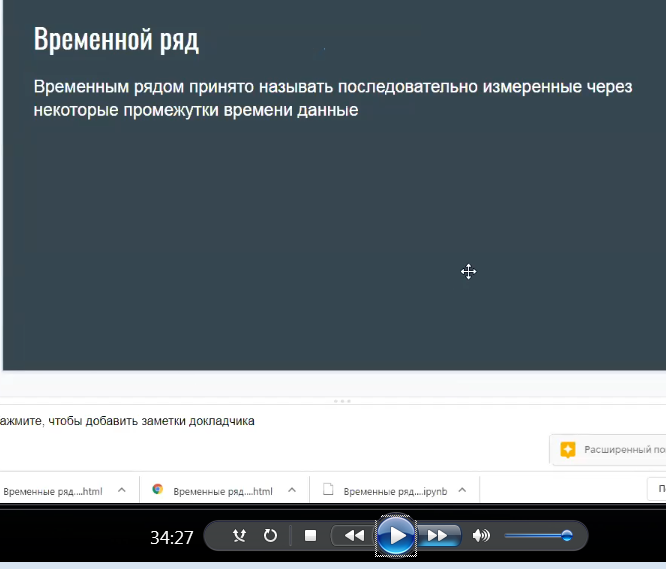 Временной ряд
Временным рядом принято называть последовательно измеренные через
некоторые промежутки времени данные
ажмите, чтобы добавить заметки докладчика
Расширенный по
Временные ряд....html
Временные ряд....html
Временные ряд....ipynb
П
34:27